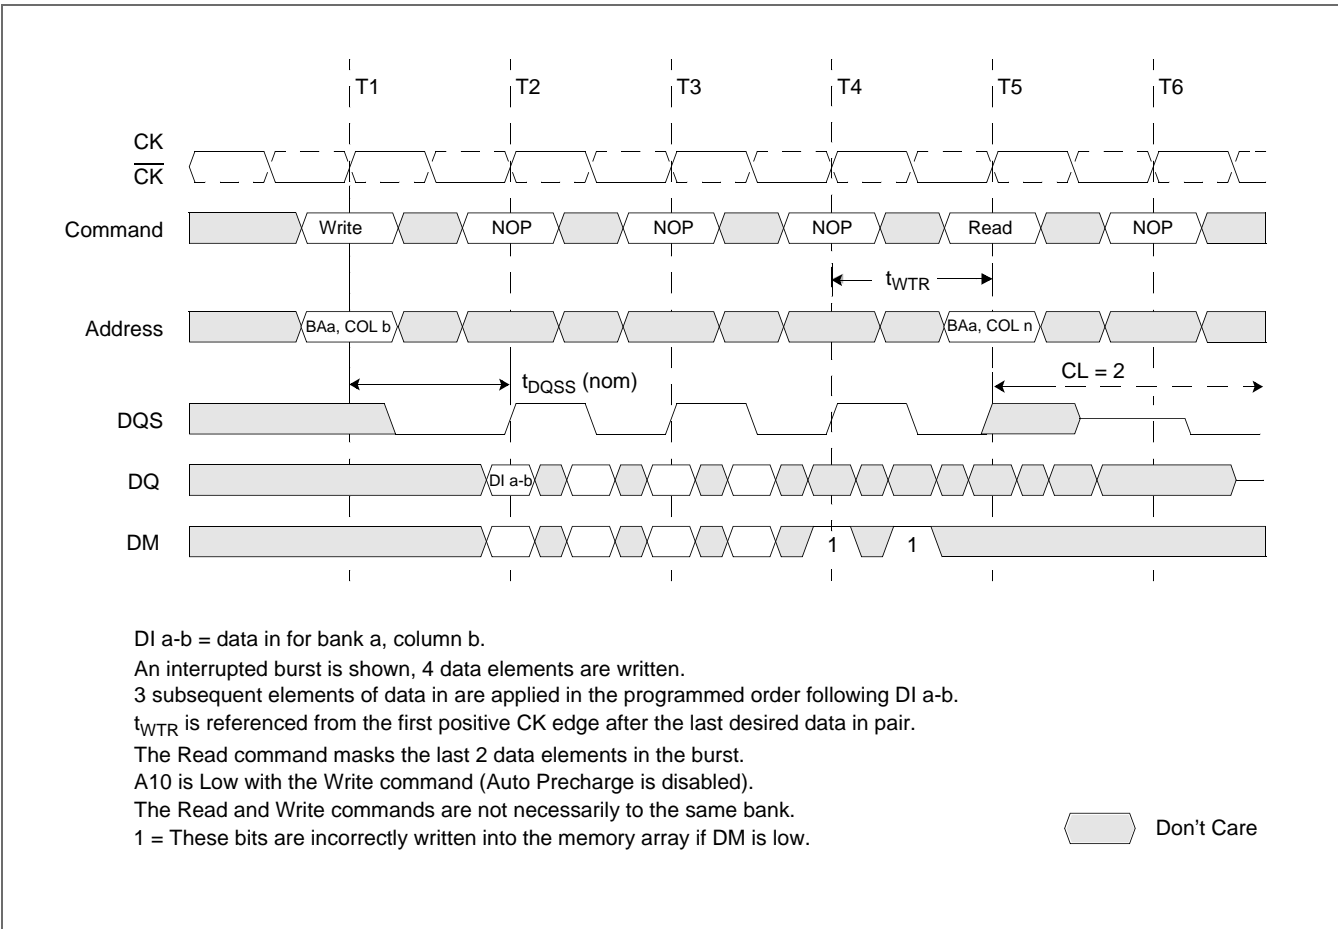 T1 T2 T3 T4 T5 T6
CK
CK
Command Write NOP NOP NOP Read NOP
tWTR
Address BAa, COL b BAa, COL n
tDQSS (nom) CL = 2
DQS
DQ DI a-b
DM 1 1
DI a-b = data in for bank a, column b.
An interrupted burst is shown, 4 data elements are written.
3 subsequent elements of data in are applied in the programmed order following DI a-b.
tWTR is referenced from the first positive CK edge after the last desired data in pair.
The Read command masks the last 2 data elements in the burst.
A10 is Low with the Write command (Auto Precharge is disabled).
The Read and Write commands are not necessarily to the same bank.
1 = These bits are incorrectly written into the memory array if DM is low.
Don't Care